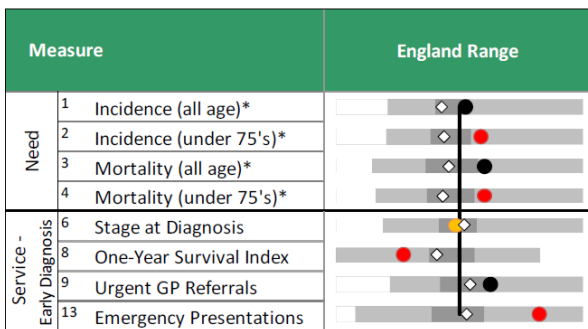 Measure England Range
Need
1 Incidence (all age)*
2 Incidence (under 75's)*
3 Mortality (all age)*
4 Mortality (under 75's)*
Service -
Early Diagnosis
6 Stage at Diagnosis
8 One-Year Survival Index
9 Urgent GP Referrals
13 Emergency Presentations